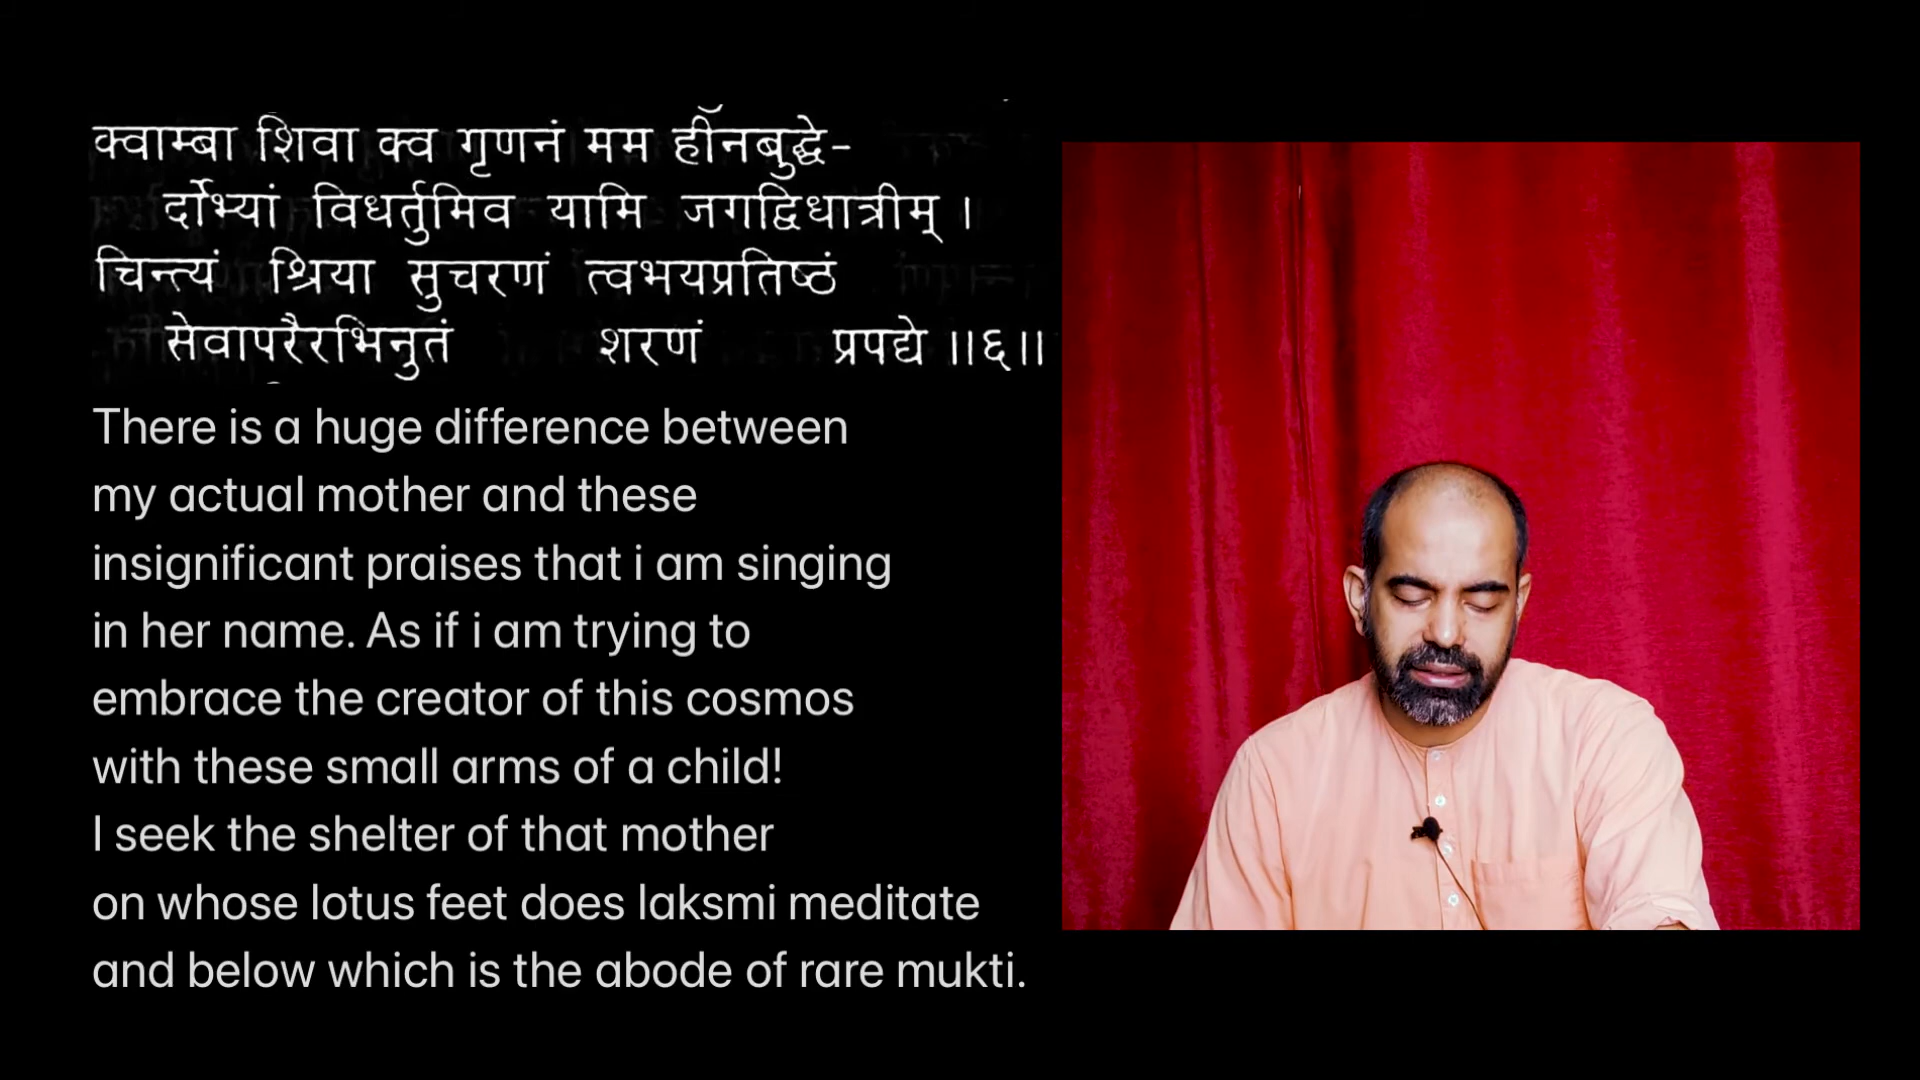 क्वाम्बा शिवा क्व गृणनं मम हीनबुद्धे-
र्दोर्भ्यां विधर्तुमिव यामि जगद्विधात्रीम् ।
चिन्त्यं श्रिया सुचरणं त्वभयप्रतिष्ठं
सेवापरैरभिनुतं शरणं प्रपद्ये ॥६॥
There is a huge difference between
my actual mother and these
insignificant praises that i am singing
in her name. As if i am trying to
embrace the creator of this cosmos
with these small arms of a child!
I seek the shelter of that mother
on whose lotus feet does laksmi meditate
and below which is the abode of rare mukti.